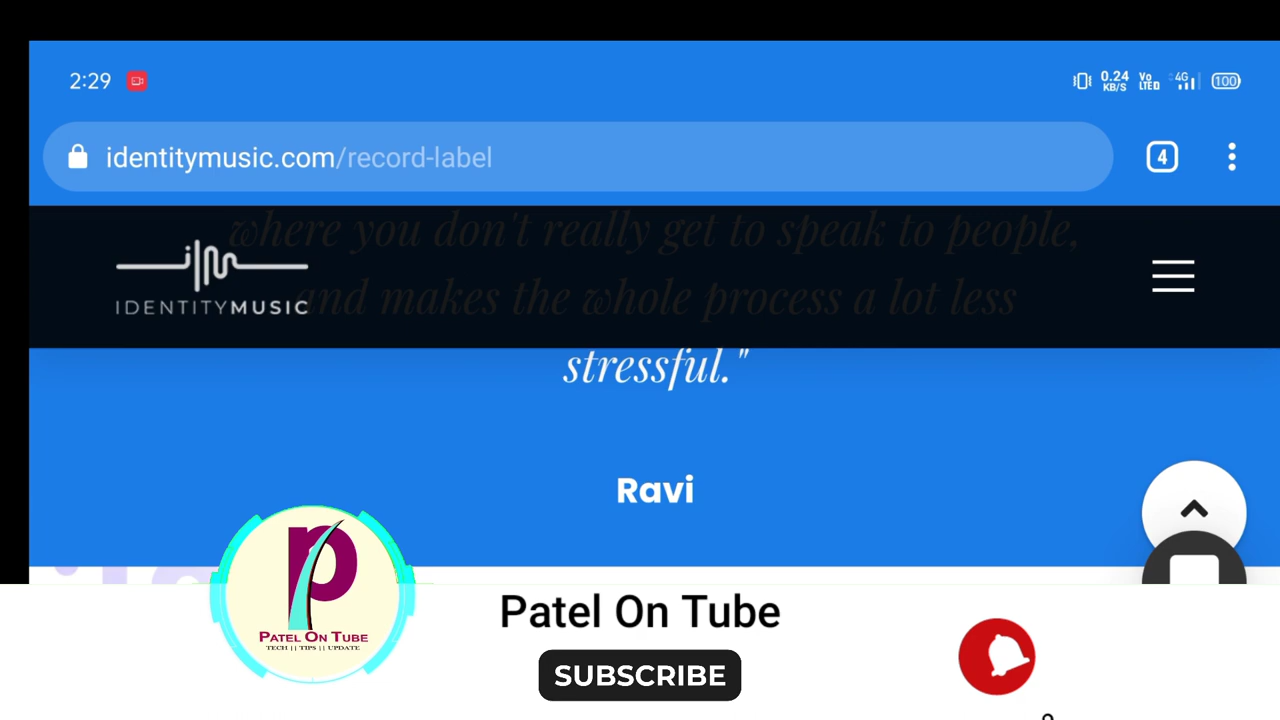 2:29
0.24
KB/S
Vo
LTE
4G
100
identitymusic.com/record-label
4
where you don't really get to speak to people,
IDENTITYMUSIC
and makes the whole process a lot less
stressful."
Ravi
p
PATEL ON TUBE
TECH || TIPS || UPDATE
Patel On Tube
SUBSCRIBE